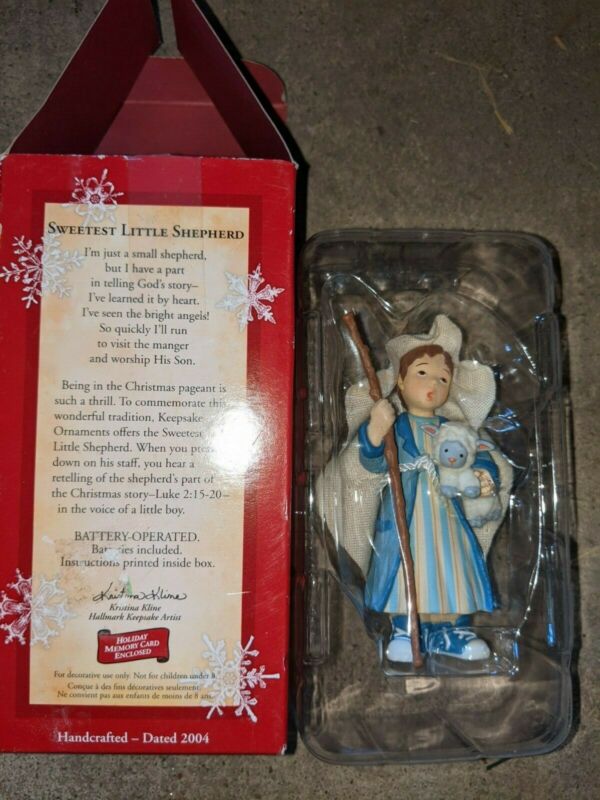 SWEETEST LITTLE SHEPHERD
I'm just a small shepherd,
but I have a part
in telling God's story–
I've learned it by heart.
I've seen the bright angels!
So quickly I'll run
to visit the manger
and worship His Son.
Being in the Christmas pageant is
such a thrill. To commemorate this
wonderful tradition, Keepsake
Ornaments offers the Sweetest
Little Shepherd. When you press
down on his staff, you hear a
retelling of the shepherd's part of
the Christmas story–Luke 2:15-20–
in the voice of a little boy.
BATTERY-OPERATED.
Batteries included.
Instructions printed inside box.
Kristina Kline
Kristina Kline
Hallmark Keepsake Artist
HOLIDAY
MEMORY CARD
ENCLOSED
For decorative use only. Not for children under 8.
Conçue à des fins décoratives seulement.
Ne convient pas aux enfants de moins de 8 ans.
Handcrafted – Dated 2004